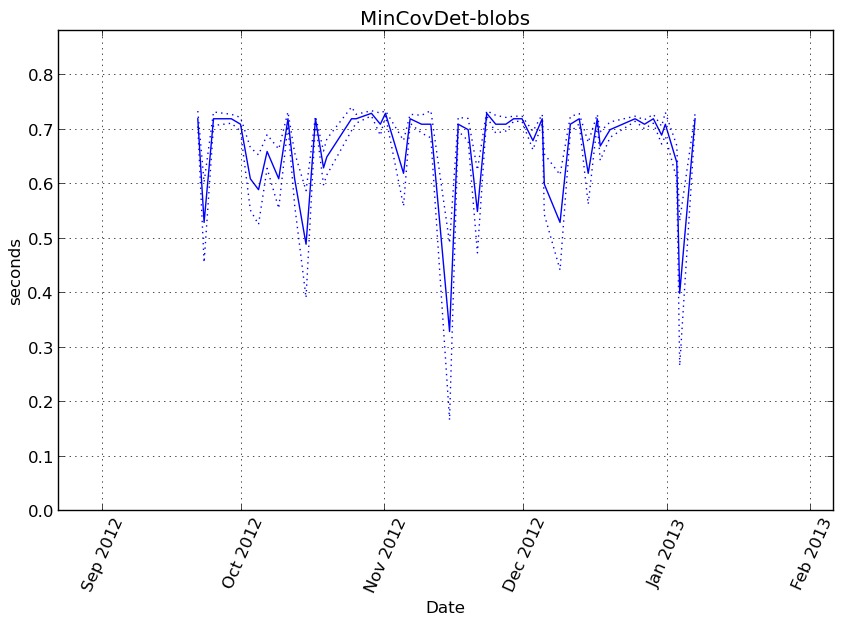 MinCovDet-blobs
0.8
0.7
0.6
0.5
0.4
0.3
0.2
0.1
0.0
seconds
Sep 2012
Oct 2012
Nov 2012
Dec 2012
Jan 2013
Feb 2013
Date